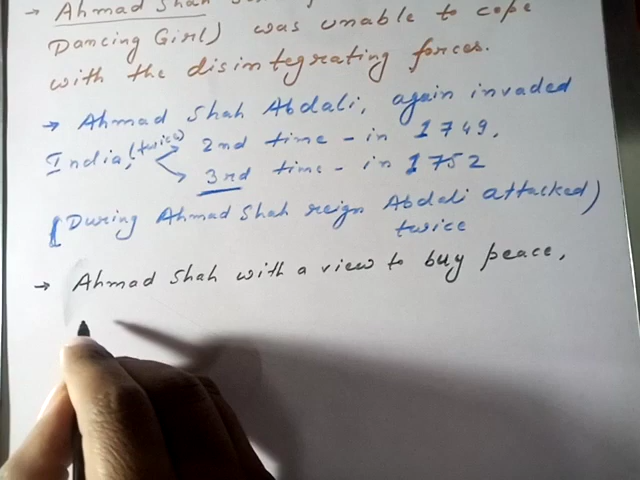 → Ahmad Shah
Dancing Girl) was unable to cope
with the disintegrating forces.
→ Ahmad Shah Abdali, again invaded
India, (twice) 2nd time - in 1749.
3rd time - in 1752
[During Ahmad Shah reign Abdali attacked)
twice
→ Ahmad Shah with a view to buy peace,